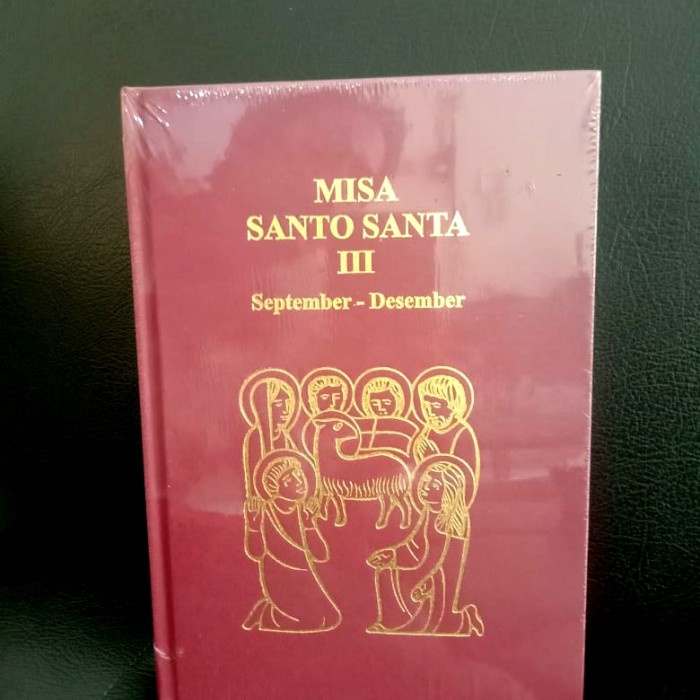 MISA
SANTO SANTA
III
September - Desember